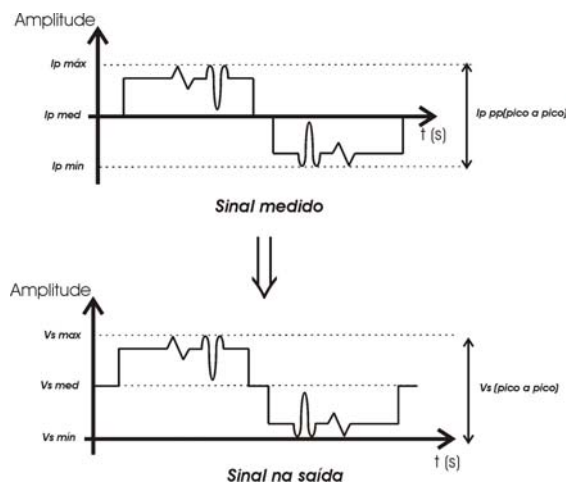 Amplitude
Ip máx
Ip med
Ip pp(pico a pico)
t (s)
Ip min
Sinal medido
Amplitude
Vs max
Vs med
Vs (pico a pico)
Vs mín
t (s)
Sinal na saída